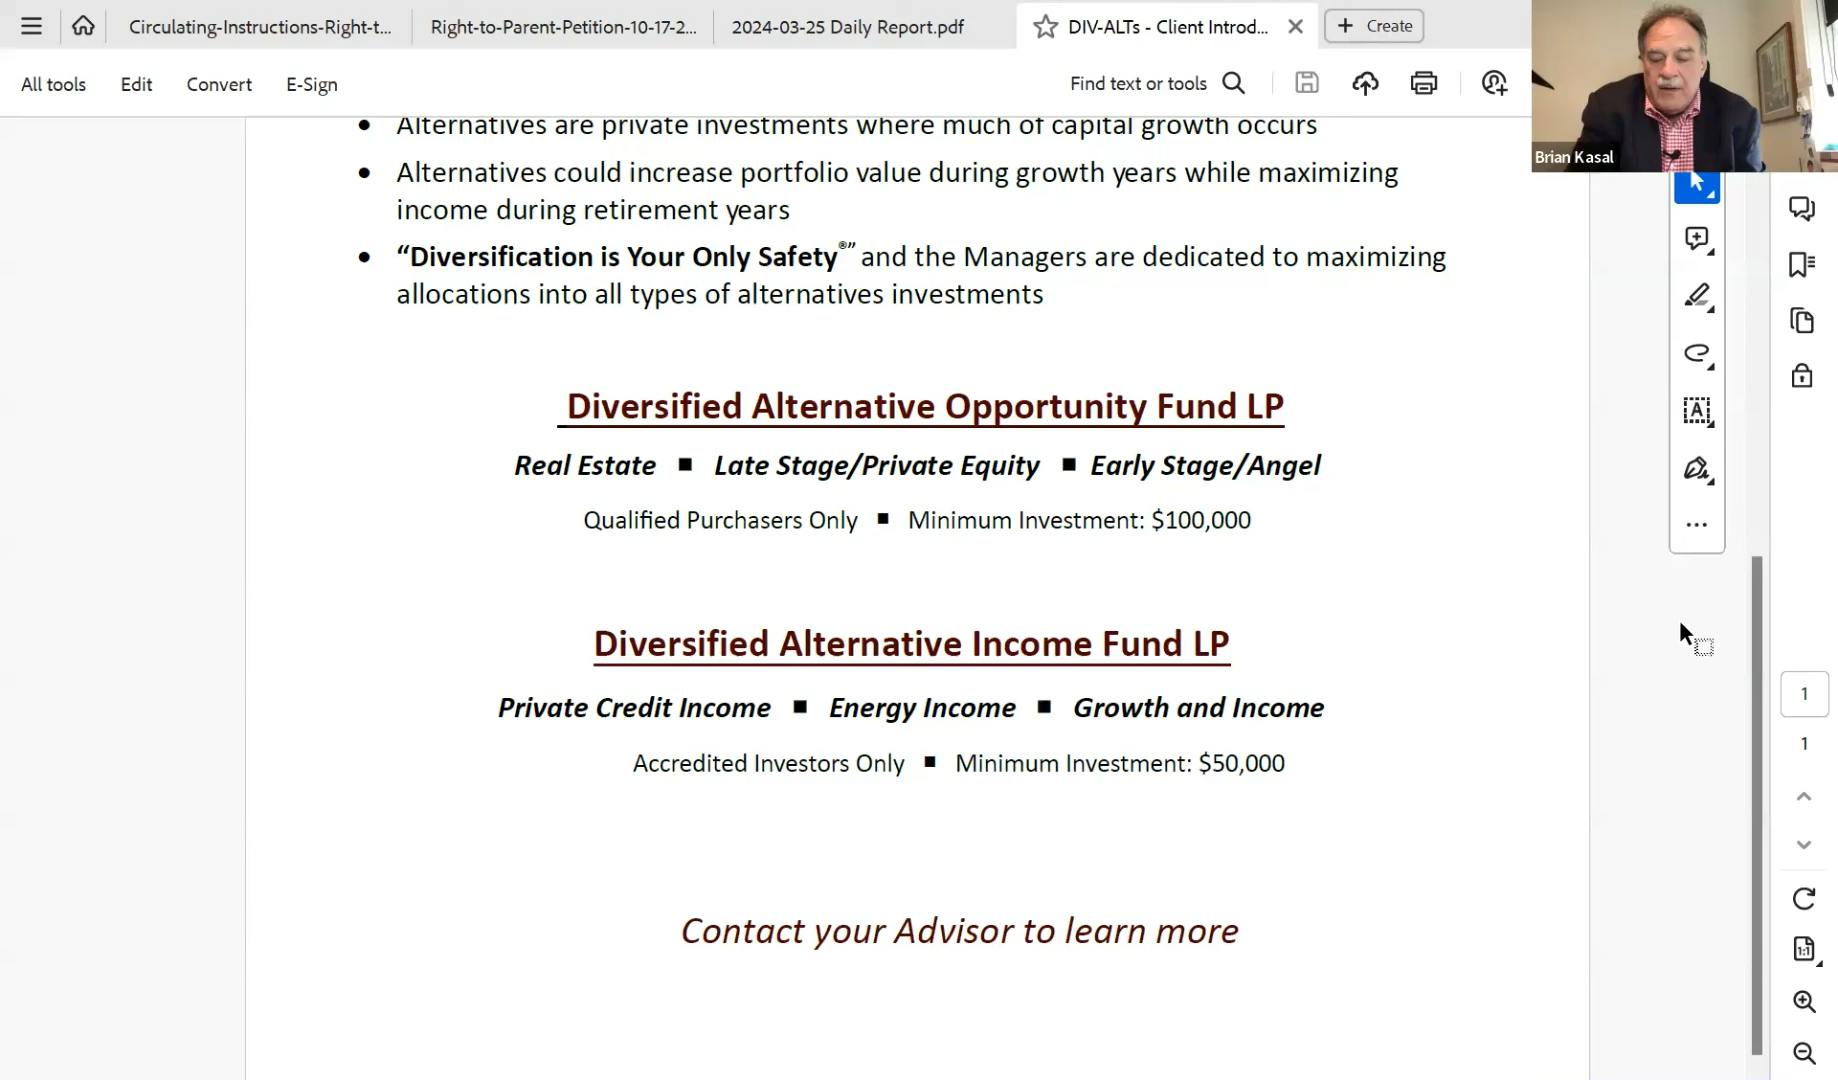 Circulating-Instructions-Right-t...
Right-to-Parent-Petition-10-17-2...
2024-03-25 Daily Report.pdf
DIV-ALTs - Client Introd...
Create
All tools
Edit
Convert
E-Sign
Find text or tools
Brian Kasal
• Alternatives are private investments where much of capital growth occurs
• Alternatives could increase portfolio value during growth years while maximizing
income during retirement years
• “Diversification is Your Only Safety®” and the Managers are dedicated to maximizing
allocations into all types of alternatives investments
Diversified Alternative Opportunity Fund LP
Real Estate ■ Late Stage/Private Equity ■ Early Stage/Angel
Qualified Purchasers Only ■ Minimum Investment: $100,000
Diversified Alternative Income Fund LP
Private Credit Income ■ Energy Income ■ Growth and Income
Accredited Investors Only ■ Minimum Investment: $50,000
Contact your Advisor to learn more
1
1